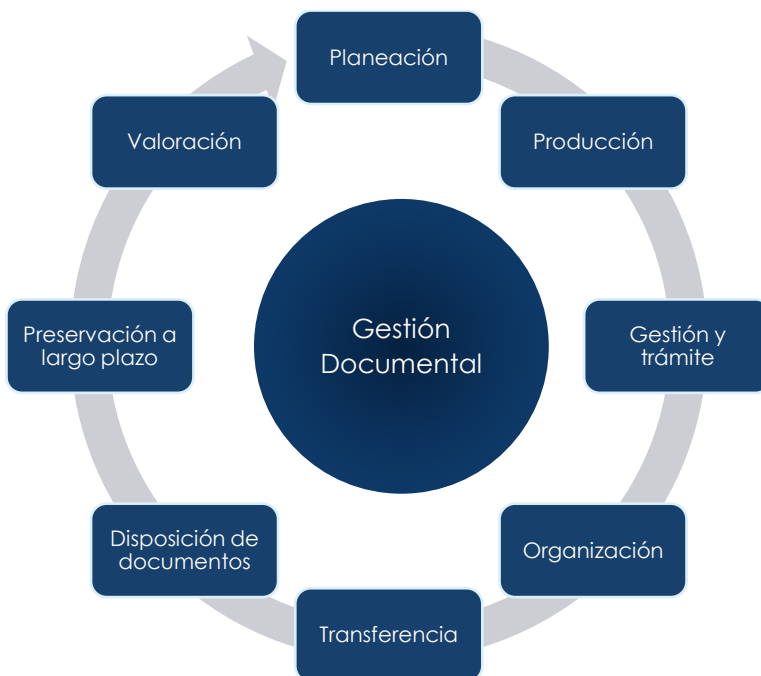 Planeación
Producción
Gestión y
trámite
Organización
Transferencia
Disposición de
documentos
Preservación a
largo plazo
Valoración
Gestión
Documental